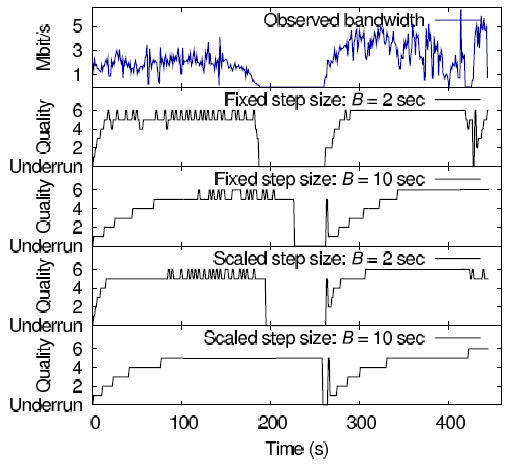 Observed bandwidth
Mbit/s
5
3
1
Fixed step size: B = 2 sec
Quality
6
4
2
Underrun
Fixed step size: B = 10 sec
Quality
6
4
2
Underrun
Scaled step size: B = 2 sec
Quality
6
4
2
Underrun
Scaled step size: B = 10 sec
Quality
6
4
2
Underrun
0 100 200 300 400
Time (s)